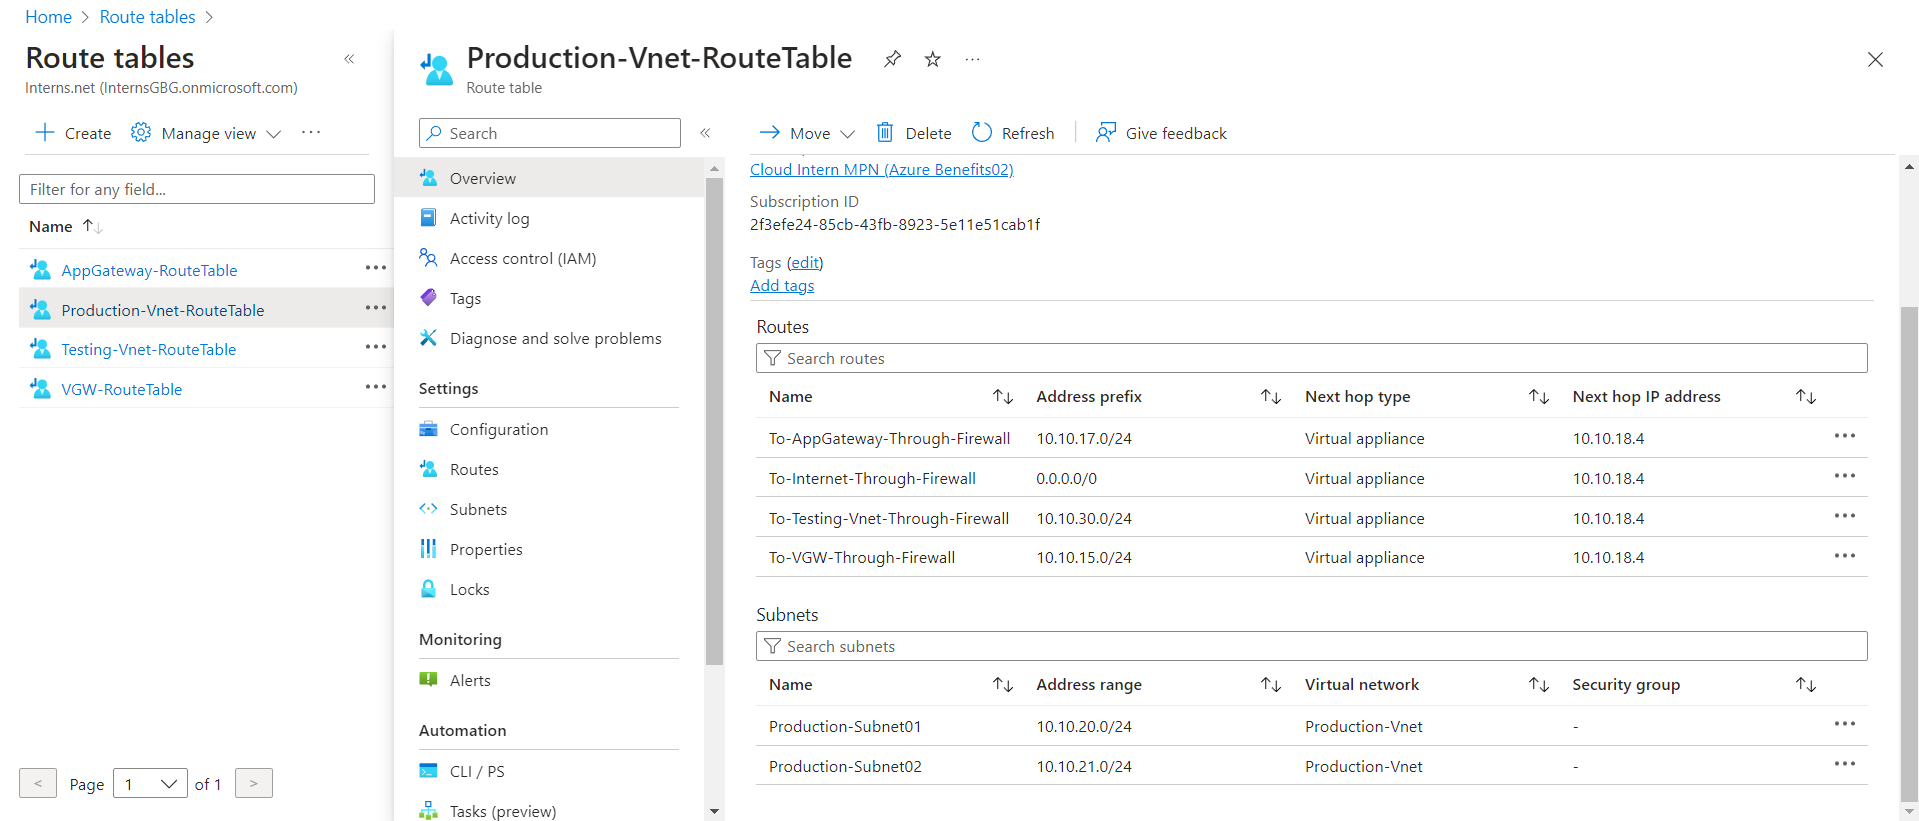 Home > Route tables >
Route tables
Interns.net (InternsGBG.onmicrosoft.com)
Create Manage view ...
Filter for any field...
Name
AppGateway-RouteTable
Production-Vnet-RouteTable
Testing-Vnet-RouteTable
VGW-RouteTable
< Page 1 of 1 >
Production-Vnet-RouteTable
Route table
Search
Overview
Activity log
Access control (IAM)
Tags
Diagnose and solve problems
Settings
Configuration
Routes
Subnets
Properties
Locks
Monitoring
Alerts
Automation
CLI / PS
Tasks (preview)
Move Delete Refresh Give feedback
Cloud Intern MPN (Azure Benefits02)
Subscription ID
2f3efe24-85cb-43fb-8923-5e11e51cab1f
Tags (edit)
Add tags
Routes
Search routes
Name Address prefix Next hop type Next hop IP address
To-AppGateway-Through-Firewall 10.10.17.0/24 Virtual appliance 10.10.18.4
To-Internet-Through-Firewall 0.0.0.0/0 Virtual appliance 10.10.18.4
To-Testing-Vnet-Through-Firewall 10.10.30.0/24 Virtual appliance 10.10.18.4
To-VGW-Through-Firewall 10.10.15.0/24 Virtual appliance 10.10.18.4
Subnets
Search subnets
Name Address range Virtual network Security group
Production-Subnet01 10.10.20.0/24 Production-Vnet -
Production-Subnet02 10.10.21.0/24 Production-Vnet -